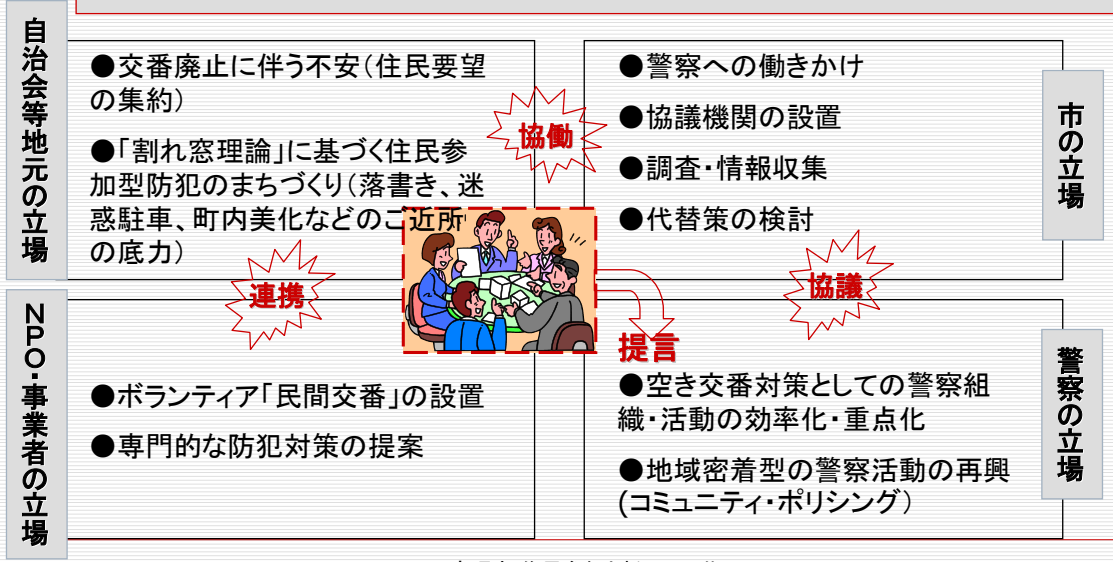 自治会等地元の立場
●交番廃止に伴う不安（住民要望
の集約）
●「割れ窓理論」に基づく住民参
加型防犯のまちづくり（落書き、迷
惑駐車、町内美化などのご近所
の底力）
協働
●警察への働きかけ
●協議機関の設置
●調査・情報収集
●代替策の検討
市の立場
連携
協議
提言
NPO・事業者の立場
●ボランティア「民間交番」の設置
●専門的な防犯対策の提案
●空き交番対策としての警察組
織・活動の効率化・重点化
●地域密着型の警察活動の再興
(コミュニティ・ポリシング）
警察の立場